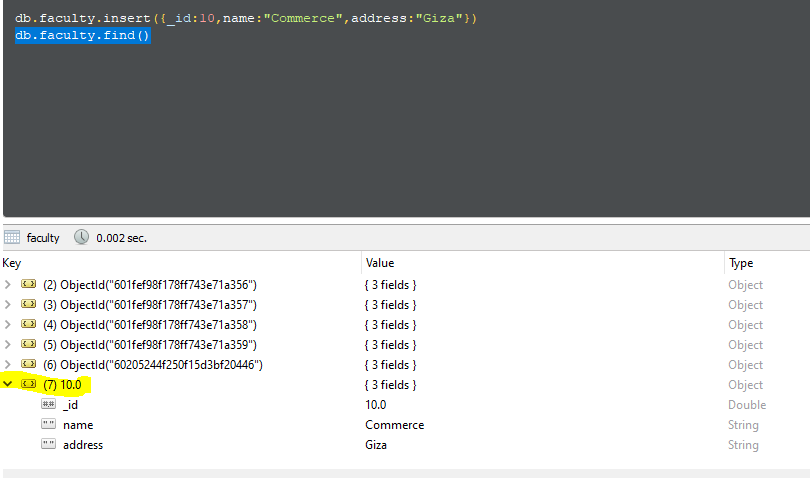 db.faculty.insert({_id:10,name:"Commerce",address:"Giza"})
db.faculty.find()
faculty 0.002 sec.
Key Value Type
(2) ObjectId("601fef98f178ff743e71a356") { 3 fields } Object
(3) ObjectId("601fef98f178ff743e71a357") { 3 fields } Object
(4) ObjectId("601fef98f178ff743e71a358") { 3 fields } Object
(5) ObjectId("601fef98f178ff743e71a359") { 3 fields } Object
(6) ObjectId("60205244f250f15d3bf20446") { 3 fields } Object
(7) 10.0 { 3 fields } Object
_id 10.0 Double
name Commerce String
address Giza String